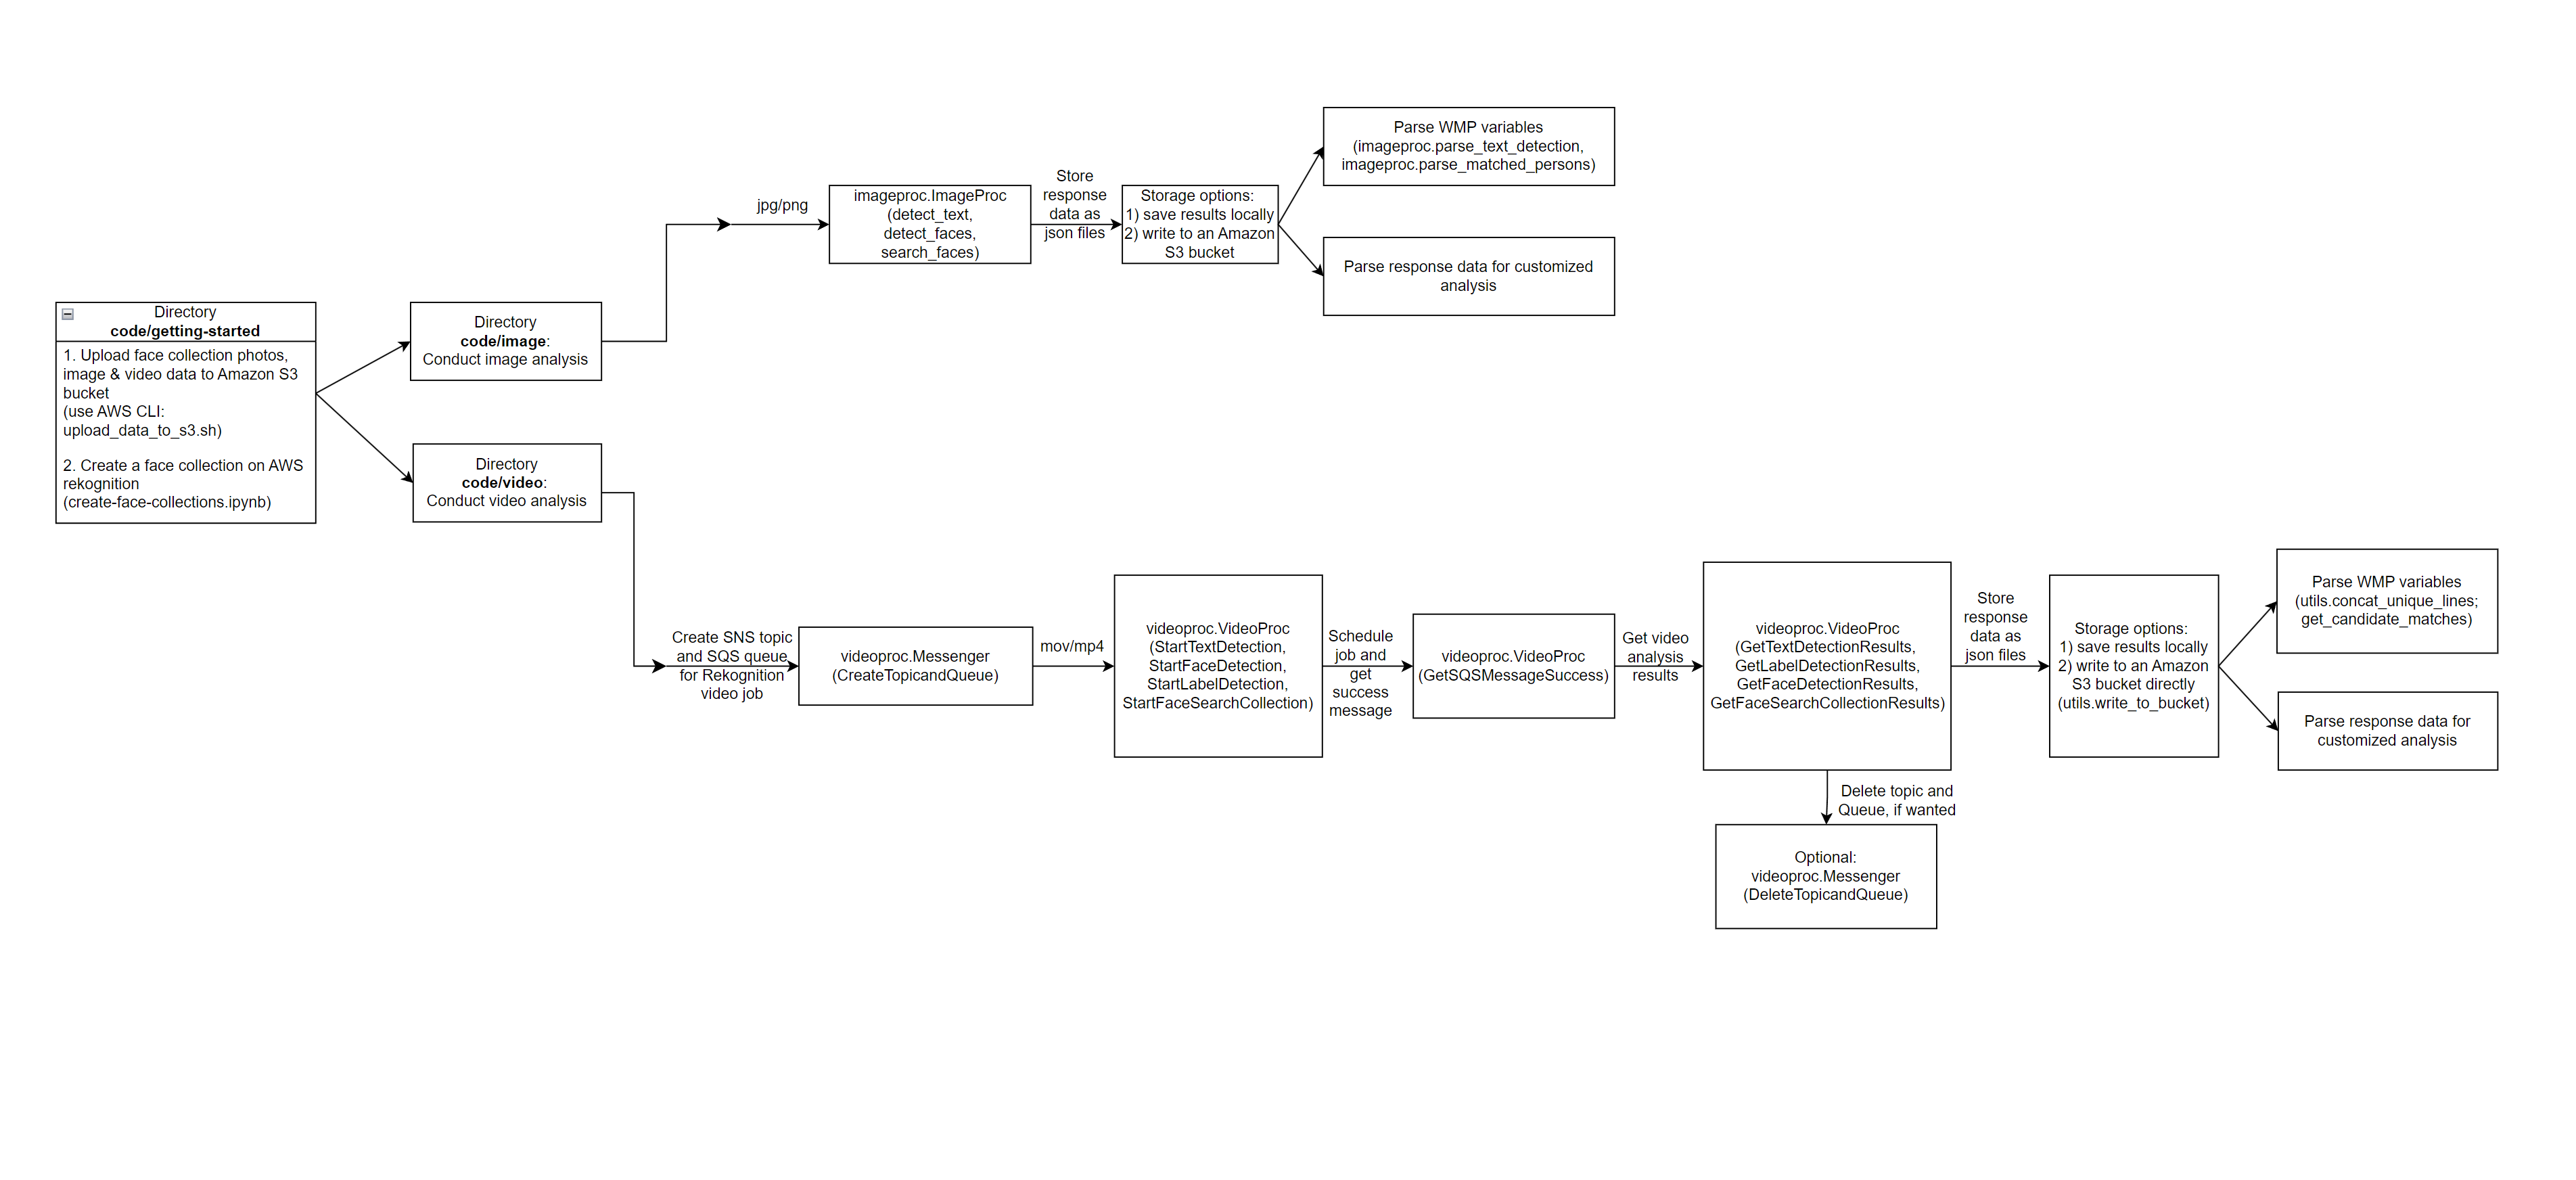 Directory
code/getting-started
1. Upload face collection photos,
image & video data to Amazon S3
bucket
(use AWS CLI:
upload_data_to_s3.sh)
2. Create a face collection on AWS
rekognition
(create-face-collections.ipynb)
Directory
code/image:
Conduct image analysis
jpg/png
imageproc.ImageProc
(detect_text,
detect_faces,
search_faces)
Store
response
data as
json files
Storage options:
1) save results locally
2) write to an Amazon
S3 bucket
Parse WMP variables
(imageproc.parse_text_detection,
imageproc.parse_matched_persons)
Parse response data for customized
analysis
Directory
code/video:
Conduct video analysis
Create SNS topic
and SQS queue
for Rekognition
video job
videoproc.Messenger
(CreateTopicandQueue)
mov/mp4
videoproc.VideoProc
(StartTextDetection,
StartFaceDetection,
StartLabelDetection,
StartFaceSearchCollection)
Schedule
job and
get
success
message
videoproc.VideoProc
(GetSQSMessageSuccess)
Get video
analysis
results
videoproc.VideoProc
(GetTextDetectionResults,
GetLabelDetectionResults,
GetFaceDetectionResults,
GetFaceSearchCollectionResults)
Delete topic and
Queue, if wanted
Optional:
videoproc.Messenger
(DeleteTopicandQueue)
Store
response
data as
json files
Storage options:
1) save results locally
2) write to an Amazon
S3 bucket directly
(utils.write_to_bucket)
Parse WMP variables
(utils.concat_unique_lines;
get_candidate_matches)
Parse response data for
customized analysis